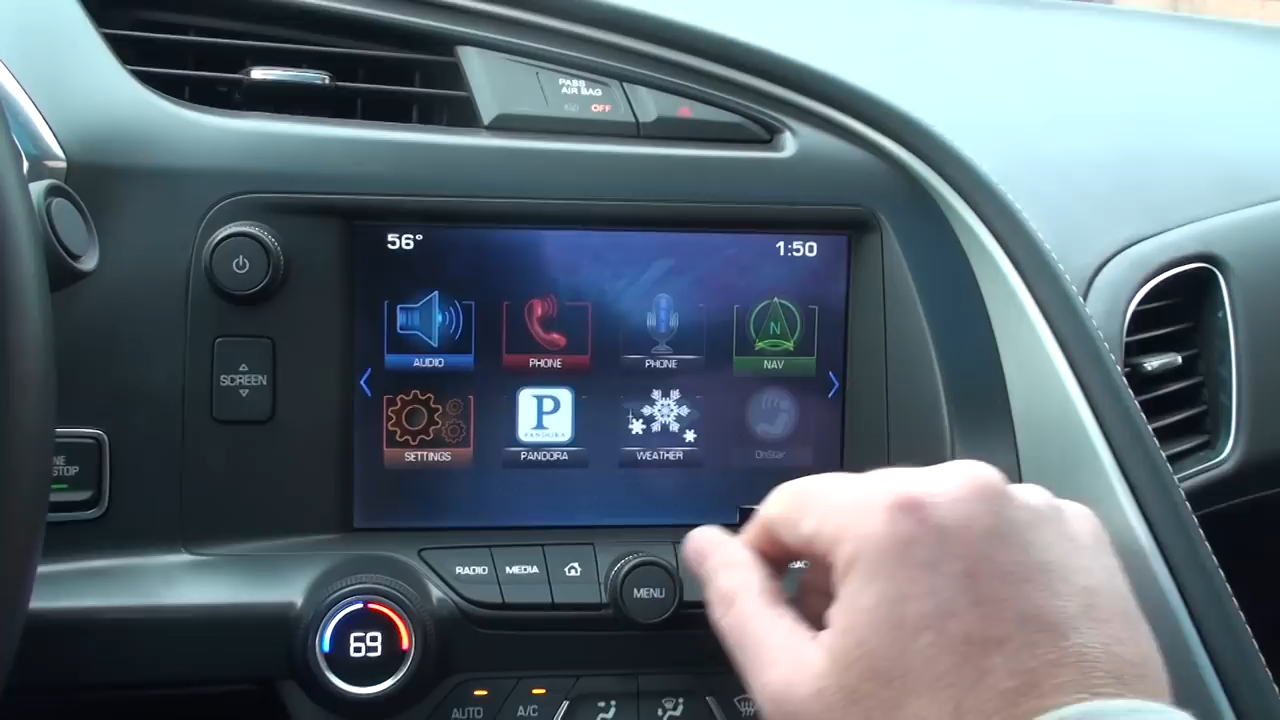 PASS
AIR BAG
OFF
56° 1:50
AUDIO PHONE PHONE N NAV
SCREEN
P
PANDORA
SETTINGS PANDORA WEATHER OnStar
STOP
RADIO MEDIA MENU
69
AUTO A/C